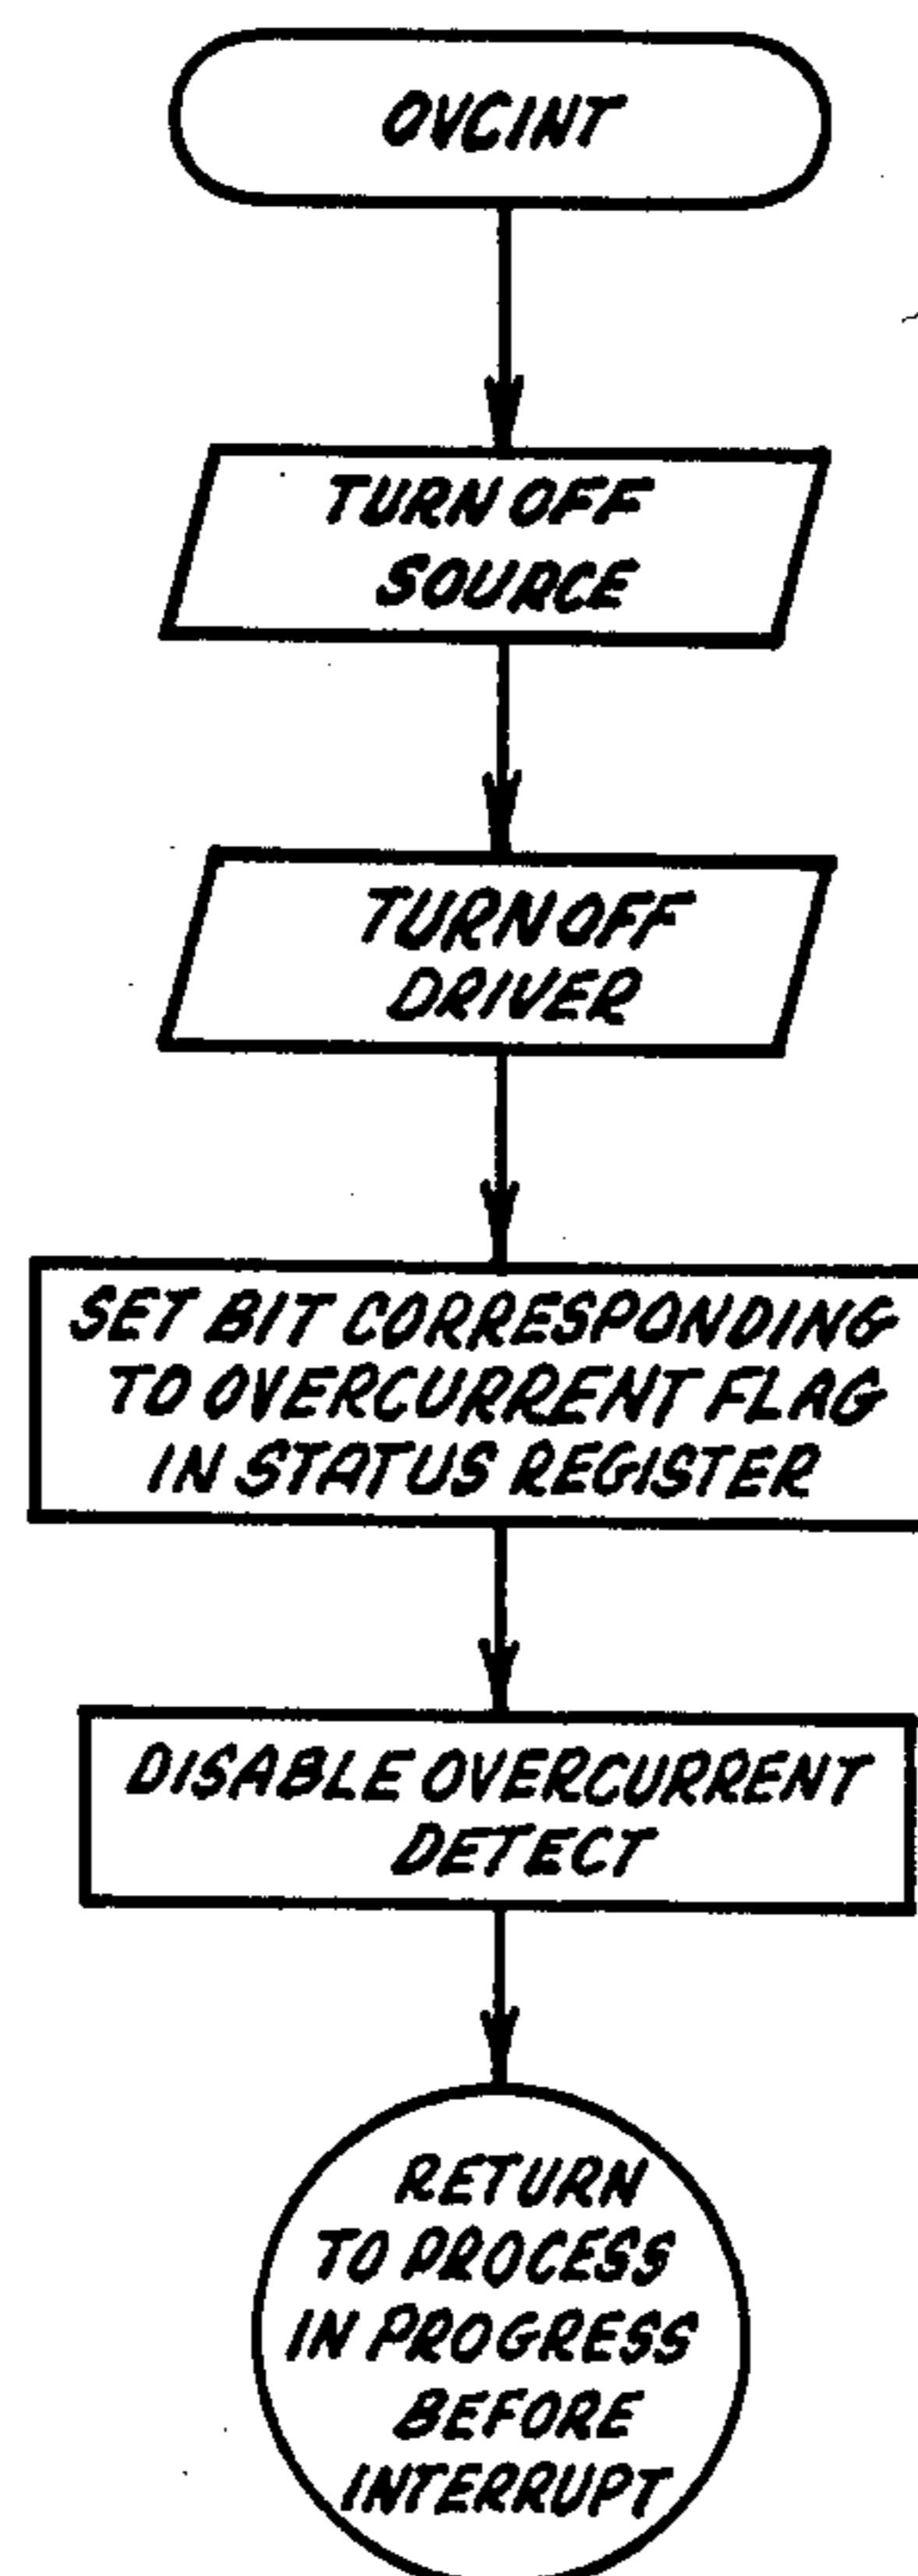 OVCINT
TURN OFF
SOURCE
TURN OFF
DRIVER
SET BIT CORRESPONDING
TO OVERCURRENT FLAG
IN STATUS REGISTER
DISABLE OVERCURRENT
DETECT
RETURN
TO PROCESS
IN PROGRESS
BEFORE
INTERRUPT